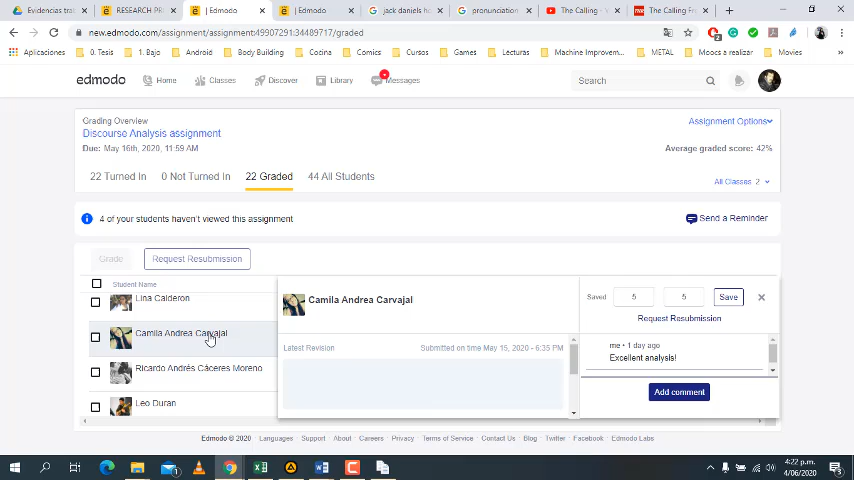 Evidencias tral
RESEARCH PR
| Edmodo
| Edmodo
jack daniels ho
pronunciation
The Calling - W
The Calling Fr
new.edmodo.com/assignment/assignment:49907291:34489717/graded
Aplicaciones
0. Tesis
1. Bajo
Android
Body Building
Cocina
Comics
Cursos
Games
Lecturas
Machine Improvem...
METAL
Moocs a realizar
Movies
edmodo
Home
Classes
Discover
Library
Messages
Search
Grading Overview
Discourse Analysis assignment
Due: May 16th, 2020, 11:59 AM
Assignment Options
Average graded score: 42%
22 Turned In
0 Not Turned In
22 Graded
44 All Students
All Classes 2
4 of your students haven't viewed this assignment
Send a Reminder
Grade
Request Resubmission
Student Name
Lina Calderon
Camila Andrea Carvajal
Ricardo Andrés Cáceres Moreno
Leo Duran
Camila Andrea Carvajal
Latest Revision
Submitted on time May 15, 2020 - 6:35 PM
Saved
5
5
Save
Request Resubmission
me • 1 day ago
Excellent analysis!
Add comment
Edmodo © 2020
Languages
Support
About
Careers
Privacy
Terms of Service
Contact Us
Blog
Twitter
Facebook
Edmodo Labs
4:22 p.m.
4/06/2020